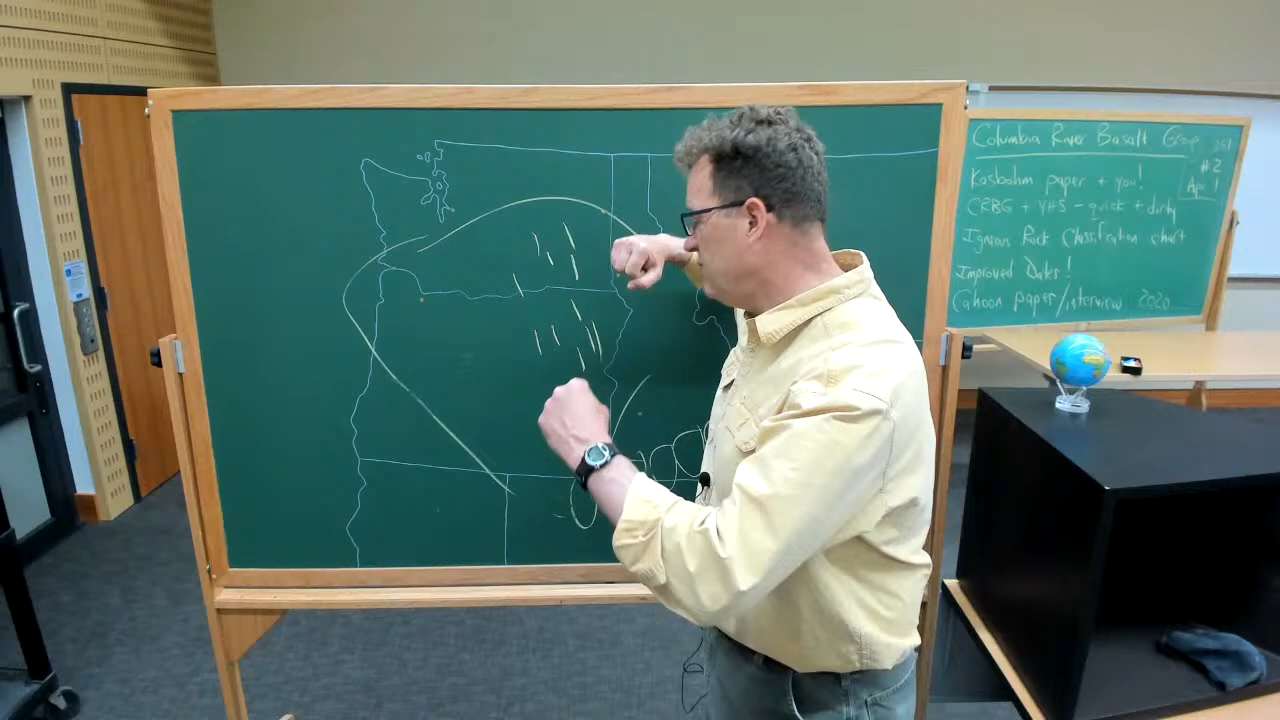 Columbia River Basalt Group 351
#2
Apr 1
Kasbohm paper + you!
CRBG + YHS - quick + dirty
Igneous Rock Classification chart
Improved Dates!
Cahoon paper/interview 2020